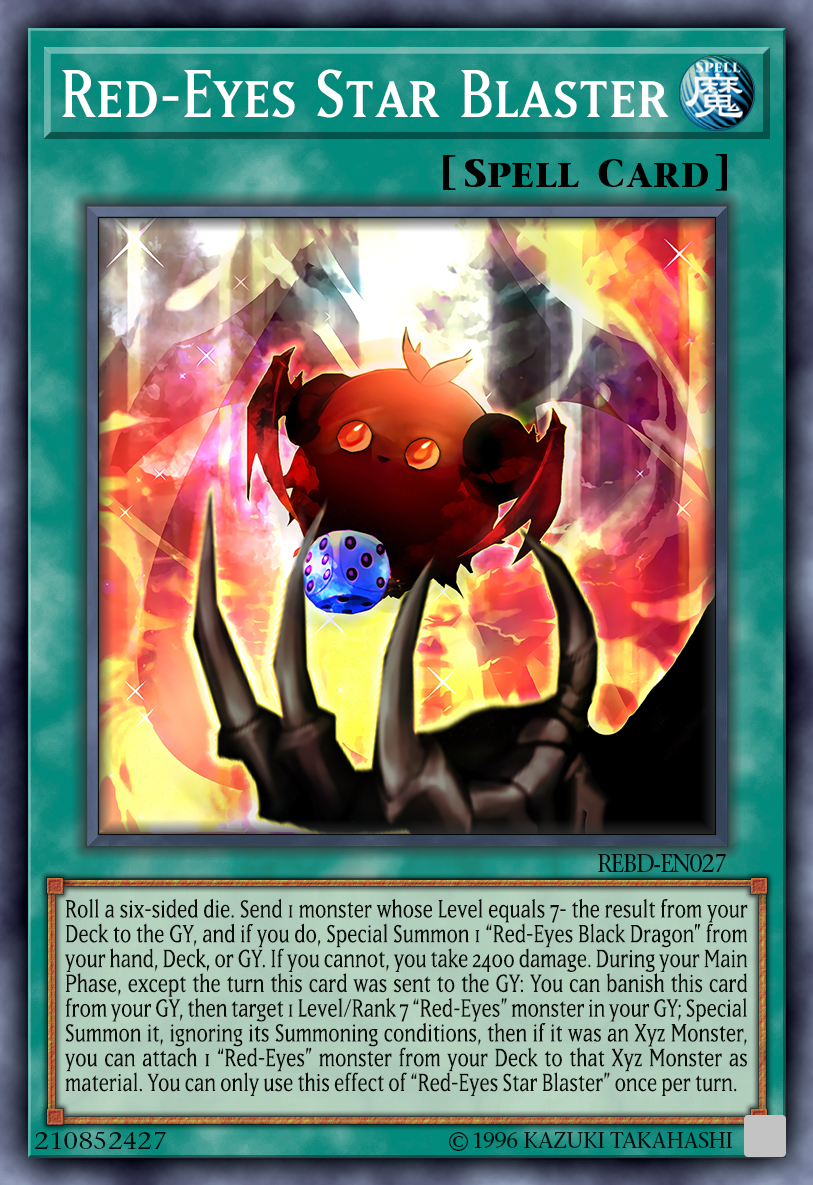 Red-Eyes Star Blaster
SPELL
魔
[Spell Card]
REBD-EN027
Roll a six-sided die. Send 1 monster whose Level equals 7- the result from your
Deck to the GY, and if you do, Special Summon 1 “Red-Eyes Black Dragon” from
your hand, Deck, or GY. If you cannot, you take 2400 damage. During your Main
Phase, except the turn this card was sent to the GY: You can banish this card
from your GY, then target 1 Level/Rank 7 “Red-Eyes” monster in your GY; Special
Summon it, ignoring its Summoning conditions, then if it was an Xyz Monster,
you can attach 1 “Red-Eyes” monster from your Deck to that Xyz Monster as
material. You can only use this effect of “Red-Eyes Star Blaster” once per turn.
210852427
© 1996 KAZUKI TAKAHASHI